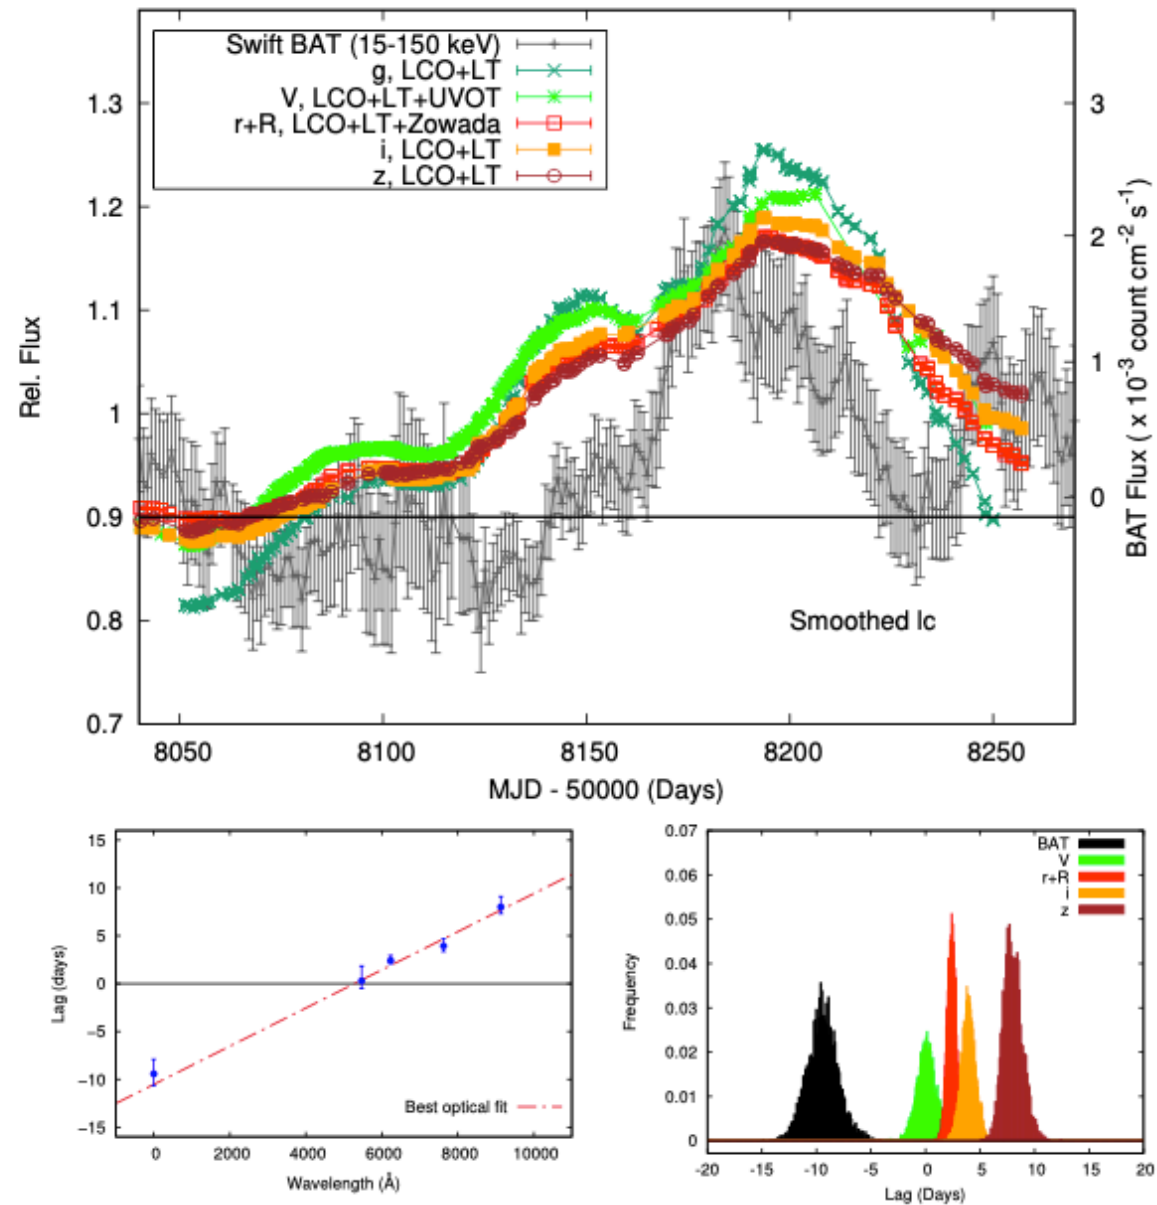 Swift BAT (15-150 keV)
g, LCO+LT
V, LCO+LT+UVOT
r+R, LCO+LT+Zowada
i, LCO+LT
z, LCO+LT
1.3
1.2
1.1
1
0.9
0.8
0.7
Rel. Flux
3
2
1
0
BAT Flux ( x 10⁻³ count cm⁻² s⁻¹)
Smoothed lc
8050 8100 8150 8200 8250
MJD - 50000 (Days)
15
10
5
0
−5
−10
−15
Lag (days)
Best optical fit
0 2000 4000 6000 8000 10000
Wavelength (Å)
0.07
0.06
0.05
0.04
0.03
0.02
0.01
0
Frequency
BAT
V
r+R
i
z
-20 -15 -10 -5 0 5 10 15 20
Lag (Days)